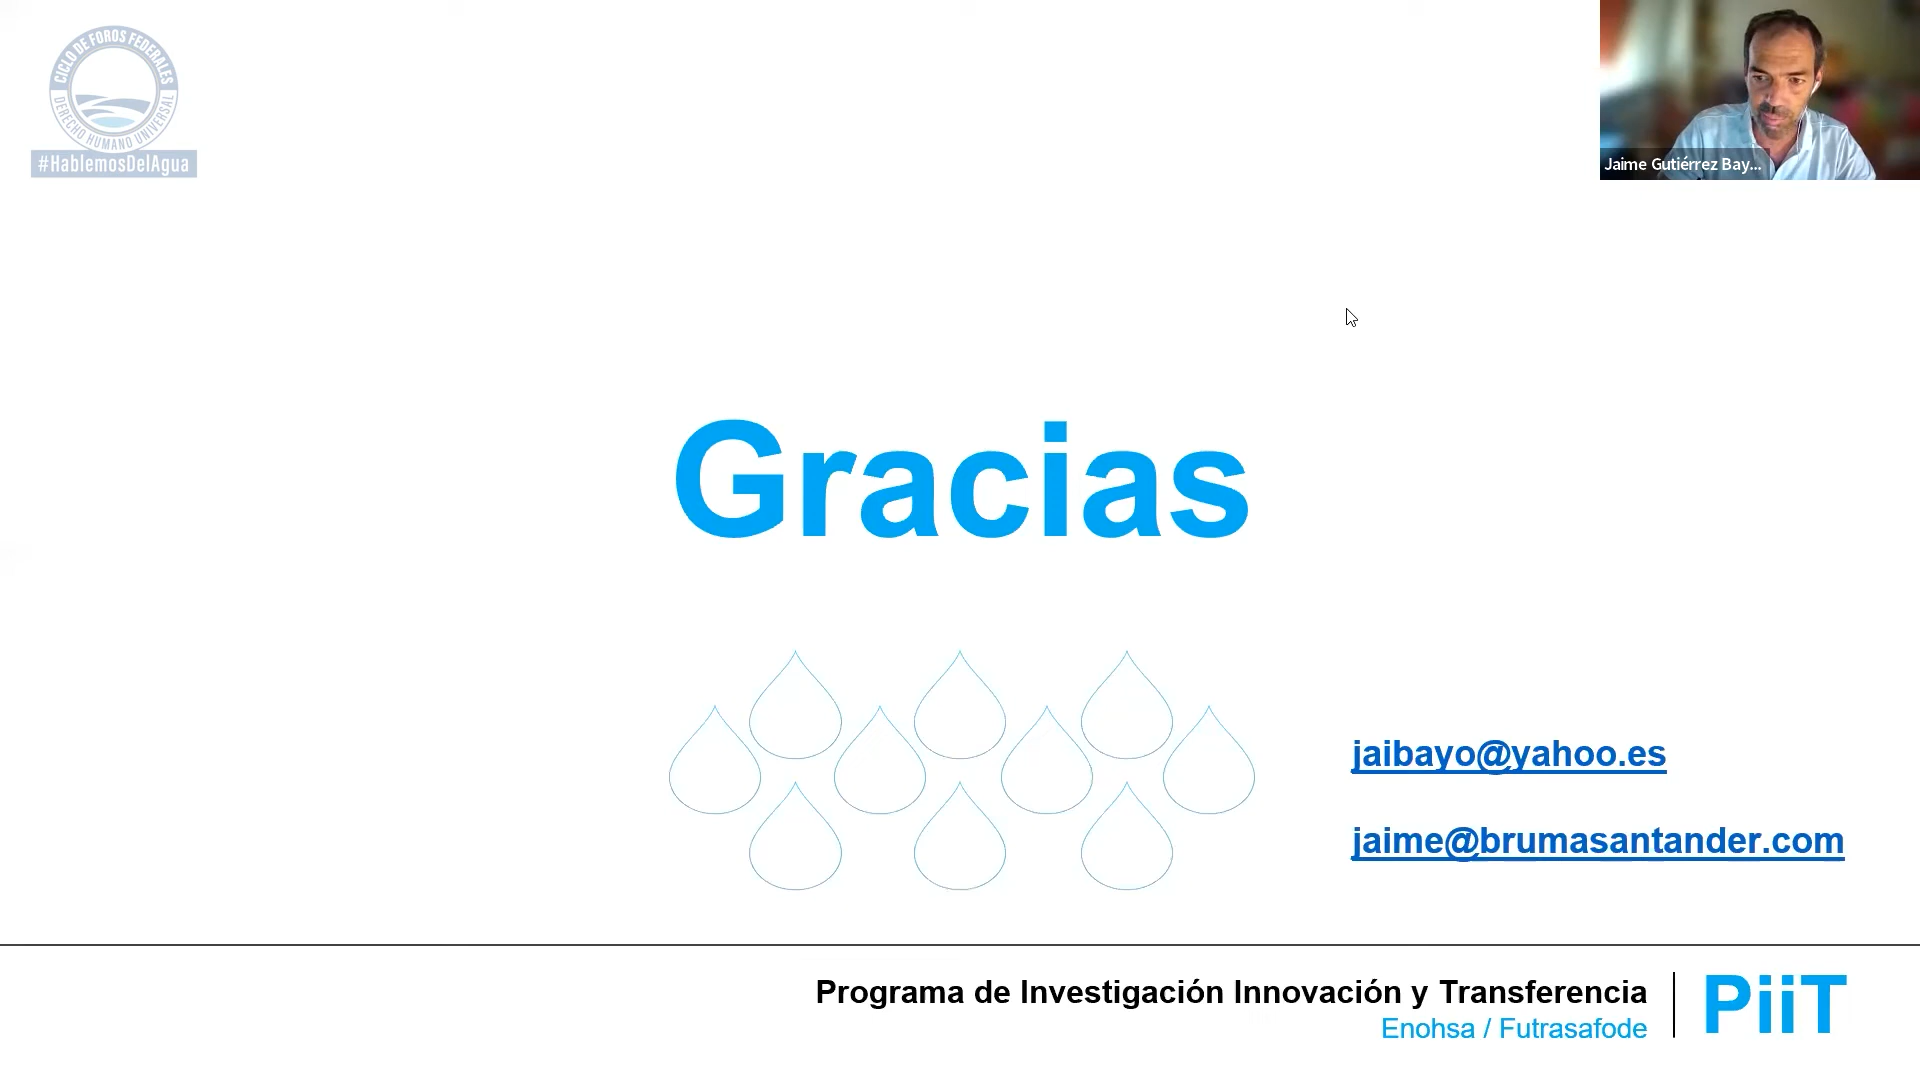 CICLO DE FOROS FEDERALES
DERECHO HUMANO UNIVERSAL
#HablemosDelAgua
Jaime Gutiérrez Bay...
Gracias
jaibayo@yahoo.es
jaime@brumasantander.com
Programa de Investigación Innovación y Transferencia
Enohsa / Futrasafode
PiiT